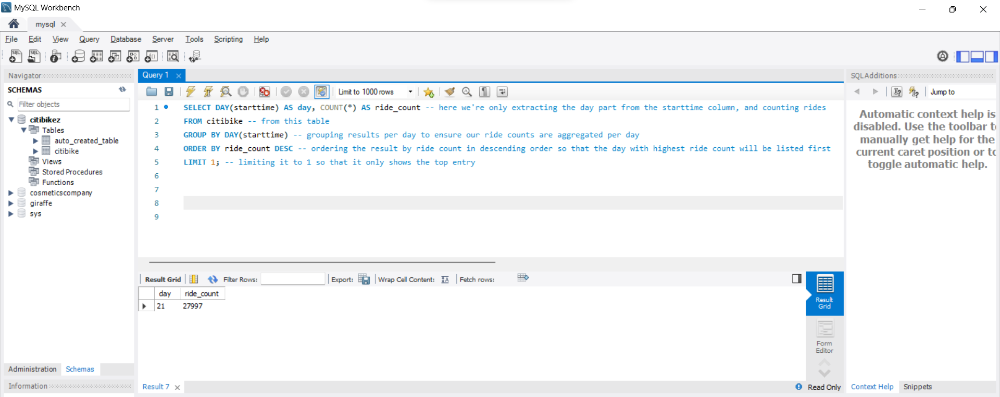 MySQL Workbench
mysql
File Edit View Query Database Server Tools Scripting Help
Navigator
SCHEMAS
Filter objects
citibikez
Tables
auto_created_table
citibike
Views
Stored Procedures
Functions
cosmeticscompany
giraffe
sys
Administration Schemas
Information
Query 1
Limit to 1000 rows
1 SELECT DAY(starttime) AS day, COUNT(*) AS ride_count -- here we're only extracting the day part from the starttime column, and counting rides
2 FROM citibike -- from this table
3 GROUP BY DAY(starttime) -- grouping results per day to ensure our ride counts are aggregated per day
4 ORDER BY ride_count DESC -- ordering the result by ride count in descending order so that the day with highest ride count will be listed first
5 LIMIT 1; -- limiting it to 1 so that it only shows the top entry
6
7
8
9
Result Grid Filter Rows: Export: Wrap Cell Content: Fetch rows:
day ride_count
21 27997
Result
Grid
Form
Editor
Result 7
Read Only
SQLAdditions
Jump to
Automatic context help is
disabled. Use the toolbar to
manually get help for the
current caret position or to
toggle automatic help.
Context Help Snippets